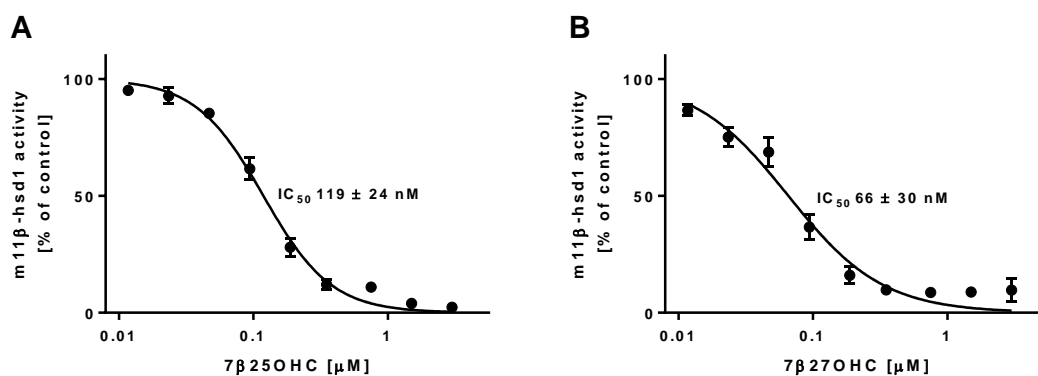 A
m11β-hsd1 activity
[% of control]
100
50
0
IC50 119 ± 24 nM
0.01
0.1
1
7β25OHC [μM]
B
m11β-hsd1 activity
[% of control]
100
50
0
IC50 66 ± 30 nM
0.01
0.1
1
7β27OHC [μM]